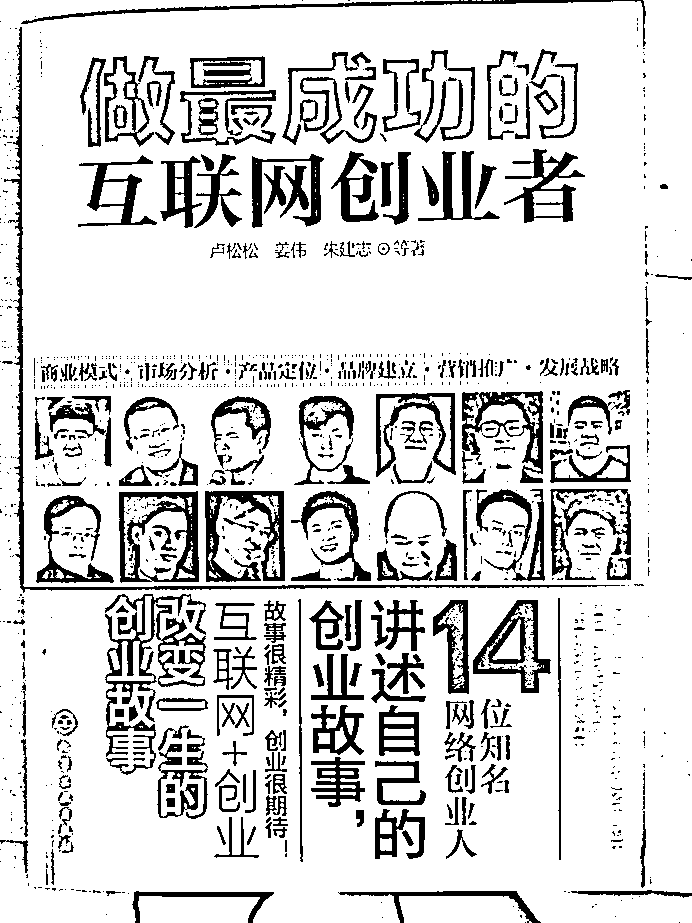 做最成功的
互联网创业者
卢松松 姜伟 朱建志⊙等著
商业模式·市场分析·产品定位·品牌建立·营销推广·发展战略
14
位知名
网络创业人
讲述自己的
创业故事，
故事很精彩，创业很期待！
互联网+创业
改变一生的
创业故事